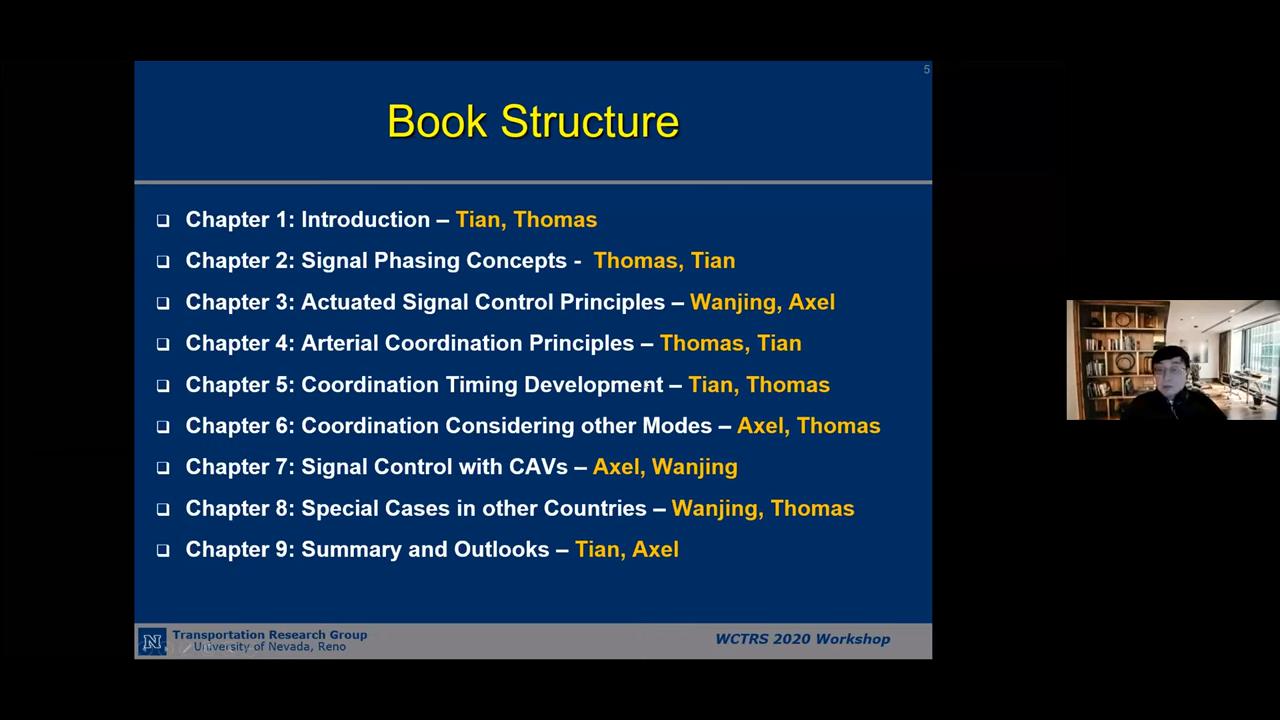 5
Book Structure
Chapter 1: Introduction – Tian, Thomas
Chapter 2: Signal Phasing Concepts - Thomas, Tian
Chapter 3: Actuated Signal Control Principles – Wanjing, Axel
Chapter 4: Arterial Coordination Principles – Thomas, Tian
Chapter 5: Coordination Timing Development – Tian, Thomas
Chapter 6: Coordination Considering other Modes – Axel, Thomas
Chapter 7: Signal Control with CAVs – Axel, Wanjing
Chapter 8: Special Cases in other Countries – Wanjing, Thomas
Chapter 9: Summary and Outlooks – Tian, Axel
N
Transportation Research Group
University of Nevada, Reno
WCTRS 2020 Workshop